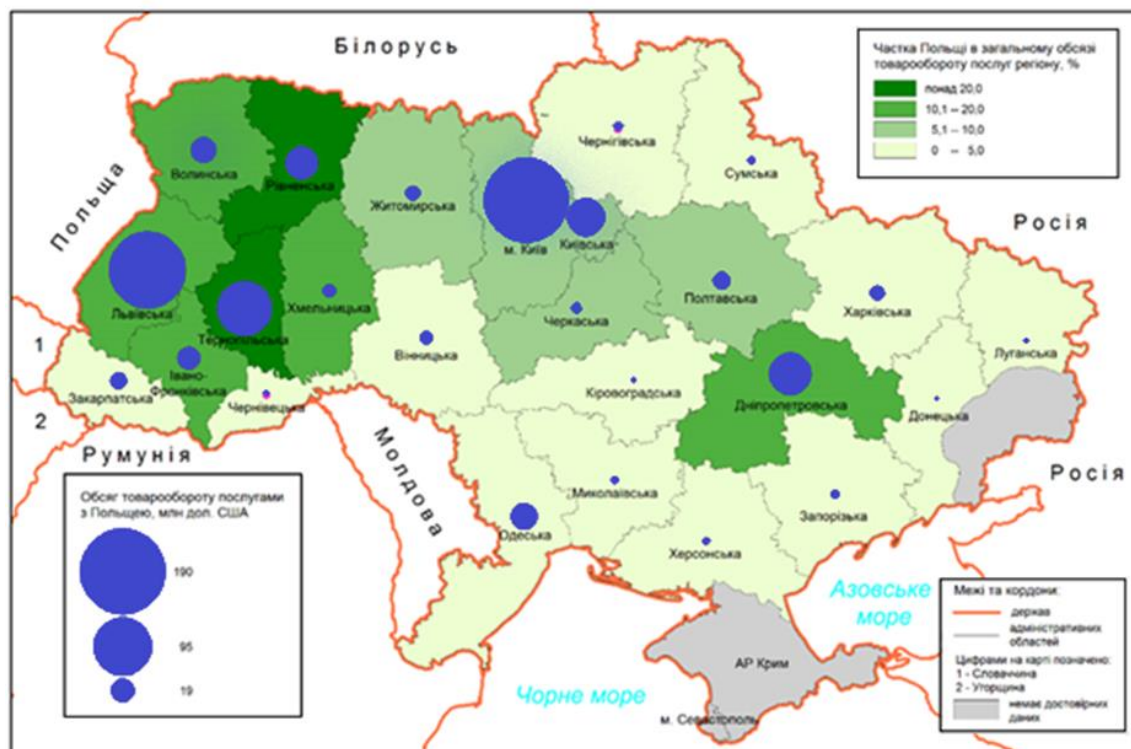 Білорусь
Польща
Росія
Росія
Румунія
Молдова
1
2
Чорне море
Азовське
море
Частка Польщі в загальному обсязі
товарообороту послуг регіону, %
понад 20,0
10,1 -- 20,0
5,1 -- 10,0
0 -- 5,0
Волинська
Рівненська
Житомирська
м. Київ
Київська
Чернігівська
Сумська
Львівська
Тернопільська
Хмельницька
Вінницька
Черкаська
Полтавська
Харківська
Луганська
Закарпатська
Івано-
Фронківська
Чернівецька
Кіровоградська
Дніпропетровська
Донецька
Одеська
Миколаївська
Херсонська
Запорізька
АР Крим
м. Севастополь
Обсяг товарообороту послугами
з Польщею, млн дол. США
190
95
19
Межі та кордони:
держав
адміністративних
областей
Цифрами на карті позначено:
1 - Словаччина
2 - Угорщина
немає достовірних
даних